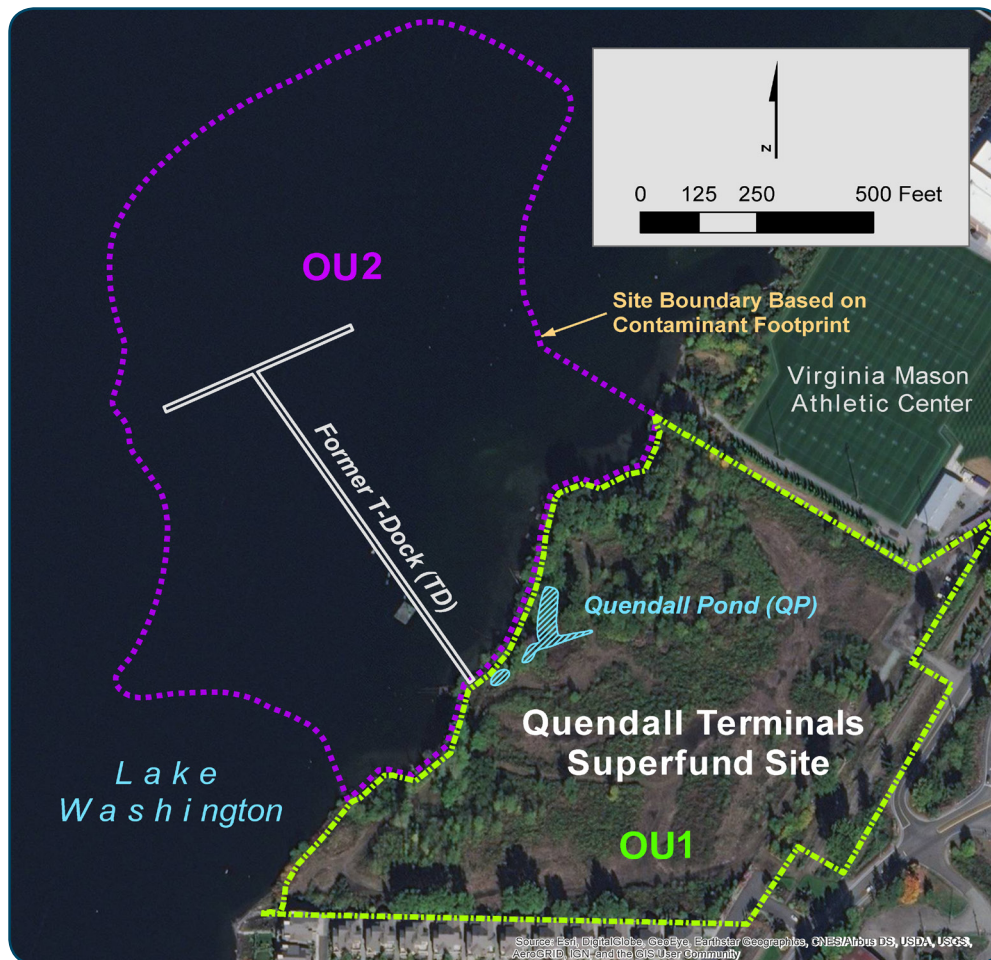 N
0 125 250 500 Feet
OU2
Site Boundary Based on
Contaminant Footprint
Virginia Mason
Athletic Center
Former T-Dock (TD)
Quendall Pond (QP)
Quendall Terminals
Superfund Site
Lake
Washington
OU1
Source: Esri, DigitalGlobe, GeoEye, Earthstar Geographics, CNES/Airbus DS, USDA, USGS,
AeroGRID, IGN, and the GIS User Community